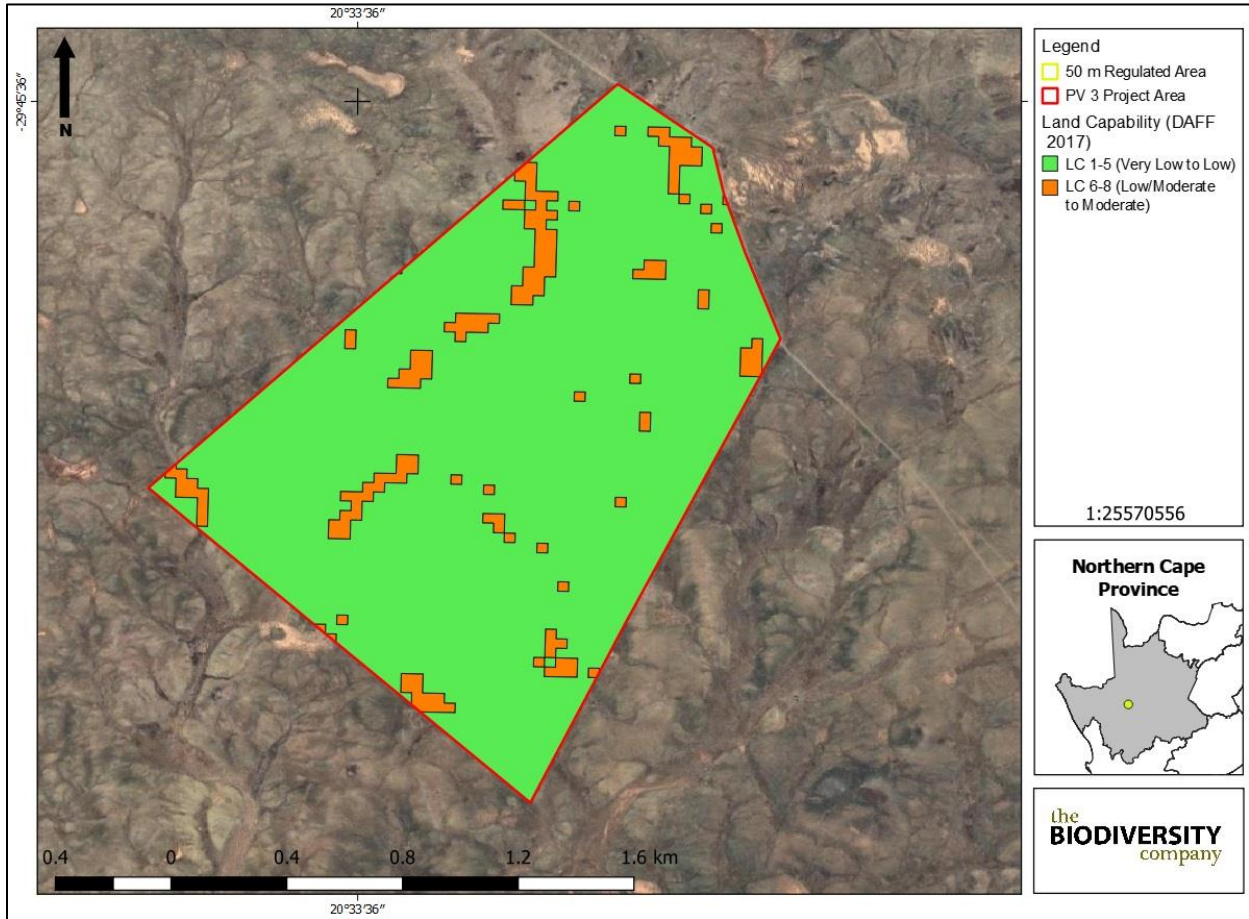 20°33'36"
-29°45'36"
N
Legend
50 m Regulated Area
PV 3 Project Area
Land Capability (DAFF
2017)
LC 1-5 (Very Low to Low)
LC 6-8 (Low/Moderate
to Moderate)
1:25570556
Northern Cape
Province
0.4 0 0.4 0.8 1.2 1.6 km
20°33'36"
the
BIODIVERSITY
company